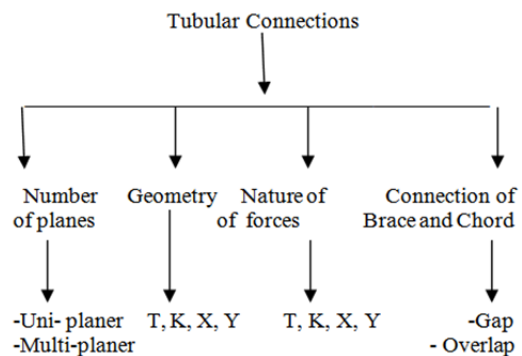 Tubular Connections
Number
of planes
Geometry
Nature of
of forces
Connection of
Brace and Chord
-Uni- planer
-Multi-planer
T, K, X, Y
T, K, X, Y
-Gap
- Overlap